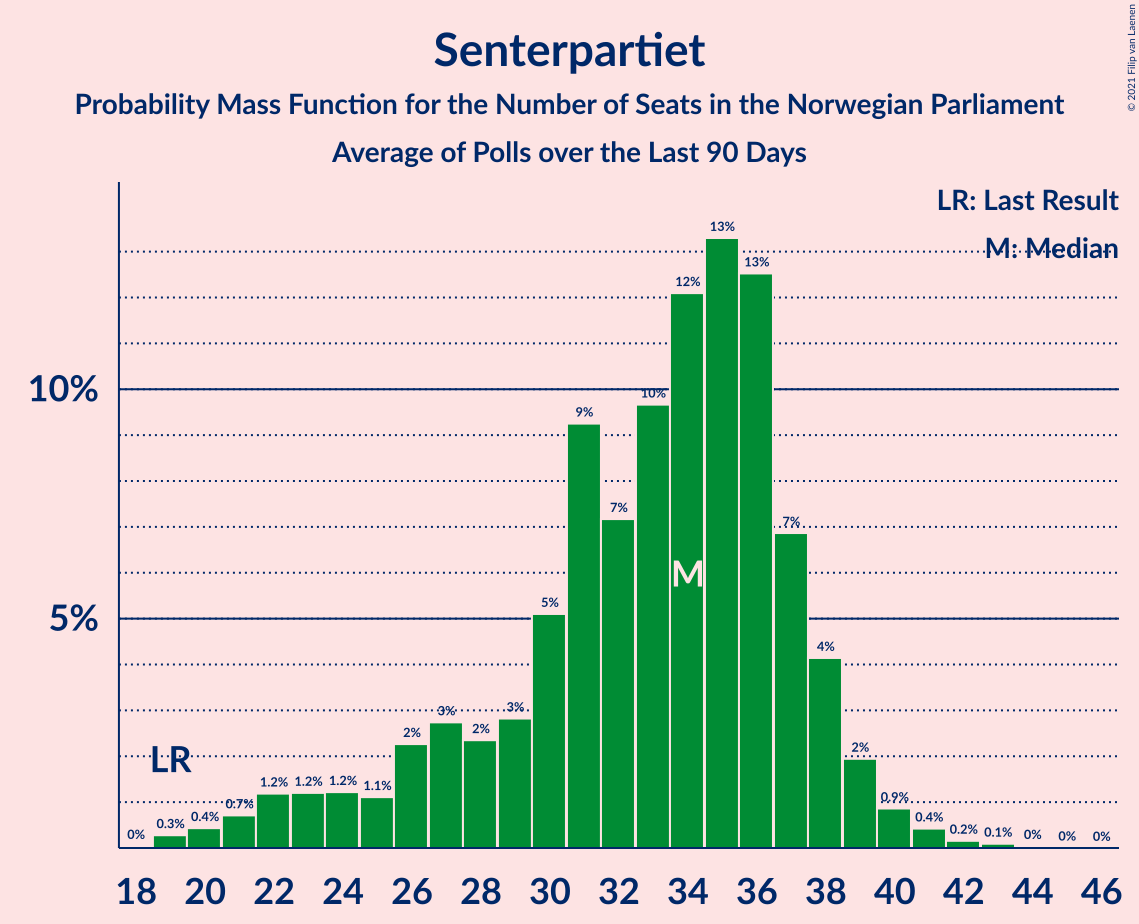 Senterpartiet
Probability Mass Function for the Number of Seats in the Norwegian Parliament
Average of Polls over the Last 90 Days
© 2021 Filip van Laenen
LR: Last Result
M: Median
10%
5%
LR
M
0% 0.3% 0.4% 0.7% 1.2% 1.2% 1.2% 1.1% 2% 3% 2% 3% 5% 9% 7% 10% 12% 13% 13% 7% 4% 2% 0.9% 0.4% 0.2% 0.1% 0% 0% 0%
18 20 22 24 26 28 30 32 34 36 38 40 42 44 46